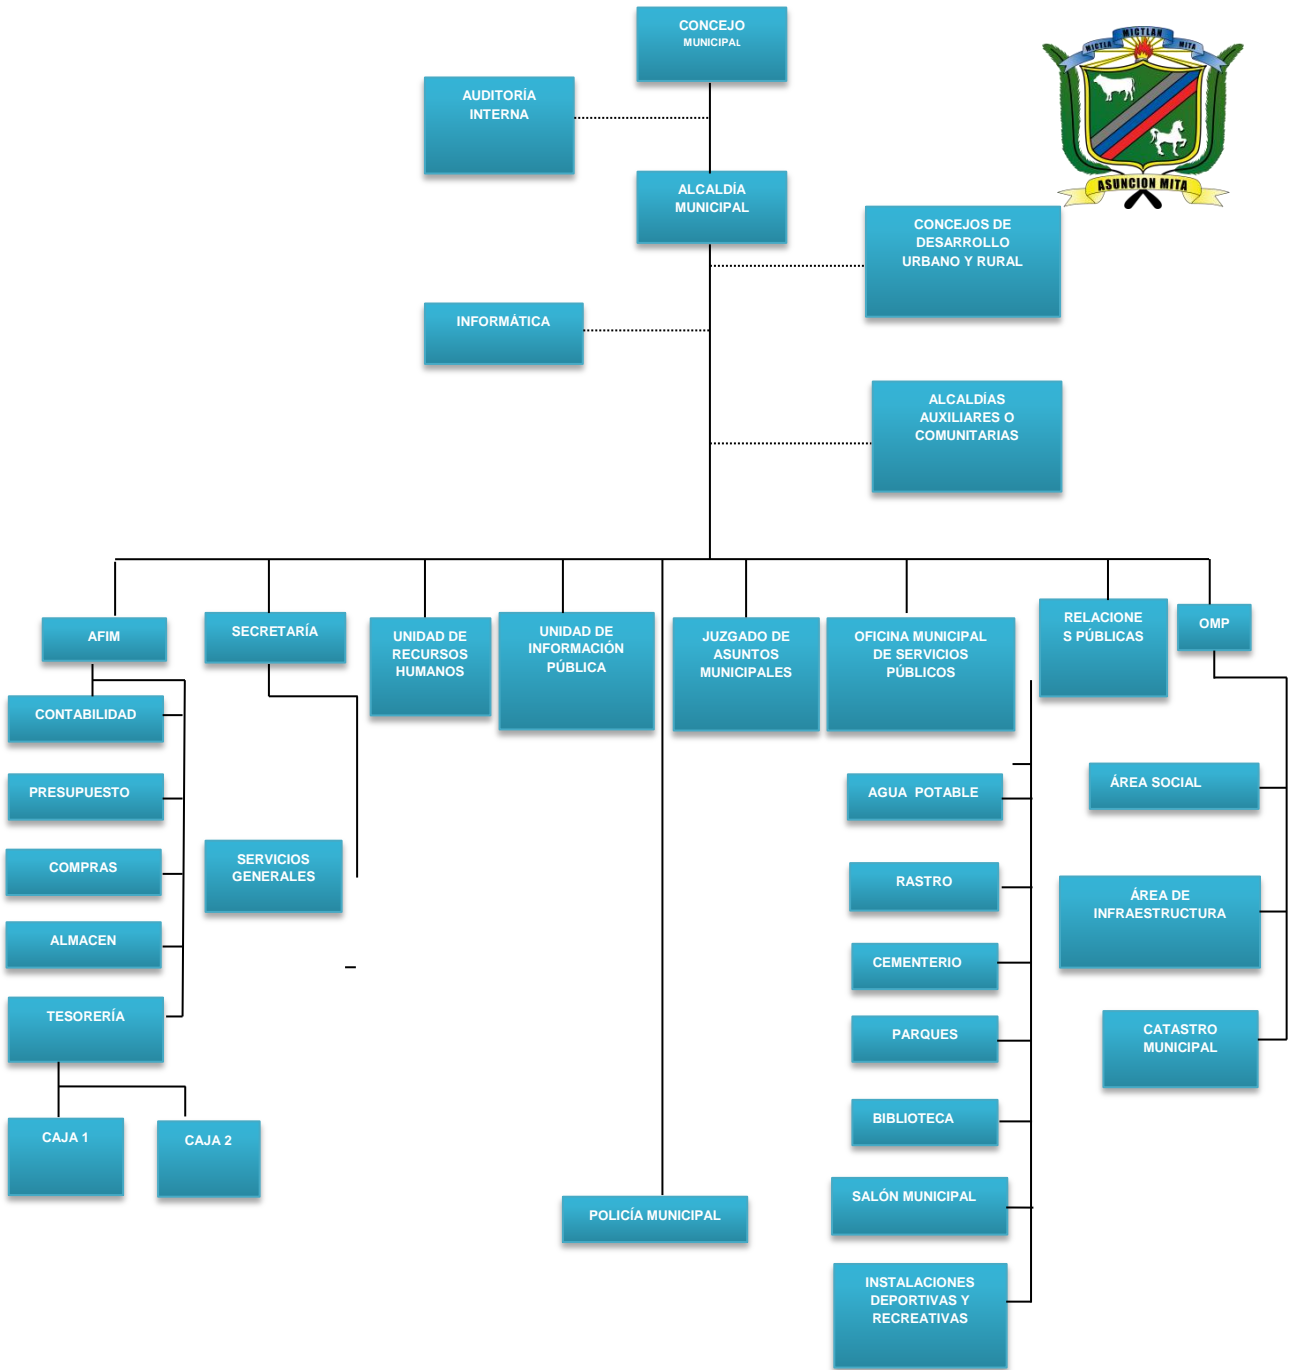 CONCEJO
MUNICIPAL
MICTLA
MICTLAN
MITA
ASUNCION MITA
AUDITORÍA
INTERNA
ALCALDÍA
MUNICIPAL
CONCEJOS DE
DESARROLLO
URBANO Y RURAL
INFORMÁTICA
ALCALDÍAS
AUXILIARES O
COMUNITARIAS
AFIM
SECRETARÍA
UNIDAD DE
RECURSOS
HUMANOS
UNIDAD DE
INFORMACIÓN
PÚBLICA
JUZGADO DE
ASUNTOS
MUNICIPALES
OFICINA MUNICIPAL
DE SERVICIOS
PÚBLICOS
RELACIONE
S PÚBLICAS
OMP
CONTABILIDAD
PRESUPUESTO
COMPRAS
ALMACEN
TESORERÍA
CAJA 1
CAJA 2
SERVICIOS
GENERALES
POLICÍA MUNICIPAL
AGUA  POTABLE
RASTRO
CEMENTERIO
PARQUES
BIBLIOTECA
SALÓN MUNICIPAL
INSTALACIONES
DEPORTIVAS Y
RECREATIVAS
ÁREA SOCIAL
ÁREA DE
INFRAESTRUCTURA
CATASTRO
MUNICIPAL